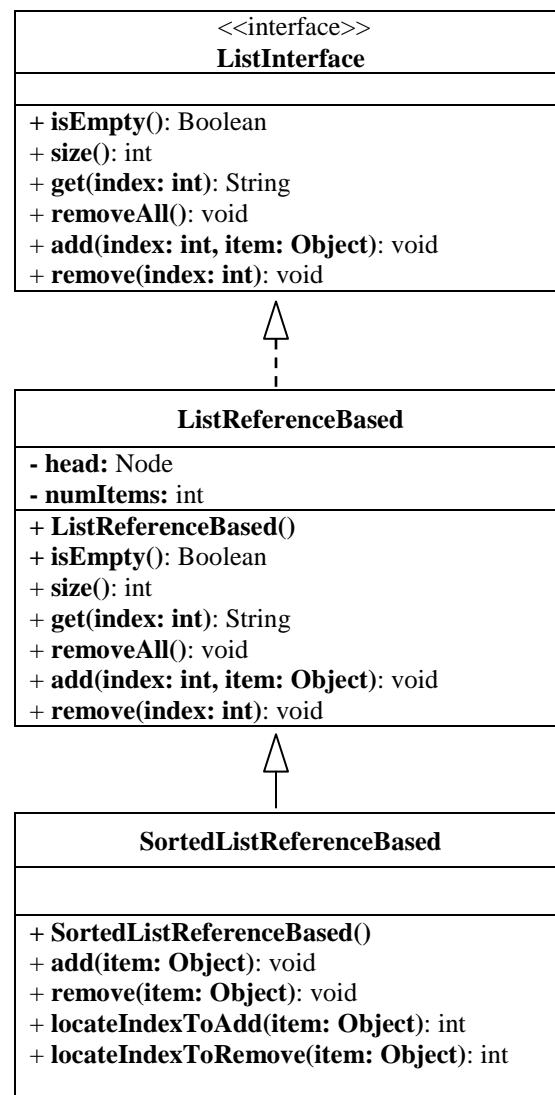 <<interface>>
ListInterface
+ isEmpty(): Boolean
+ size(): int
+ get(index: int): String
+ removeAll(): void
+ add(index: int, item: Object): void
+ remove(index: int): void
ListReferenceBased
- head: Node
- numItems: int
+ ListReferenceBased()
+ isEmpty(): Boolean
+ size(): int
+ get(index: int): String
+ removeAll(): void
+ add(index: int, item: Object): void
+ remove(index: int): void
SortedListReferenceBased
+ SortedListReferenceBased()
+ add(item: Object): void
+ remove(item: Object): void
+ locateIndexToAdd(item: Object): int
+ locateIndexToRemove(item: Object): int